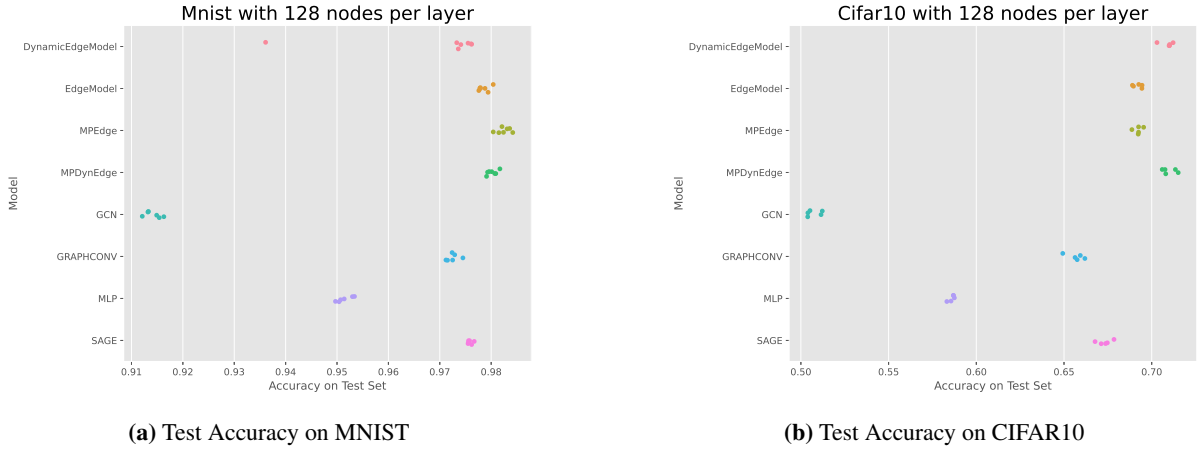 Mnist with 128 nodes per layer
Model
DynamicEdgeModel
EdgeModel
MPEdge
MPDynEdge
GCN
GRAPHCONV
MLP
SAGE
0.91 0.92 0.93 0.94 0.95 0.96 0.97 0.98
Accuracy on Test Set
(a) Test Accuracy on MNIST
Cifar10 with 128 nodes per layer
Model
DynamicEdgeModel
EdgeModel
MPEdge
MPDynEdge
GCN
GRAPHCONV
MLP
SAGE
0.50 0.55 0.60 0.65 0.70
Accuracy on Test Set
(b) Test Accuracy on CIFAR10